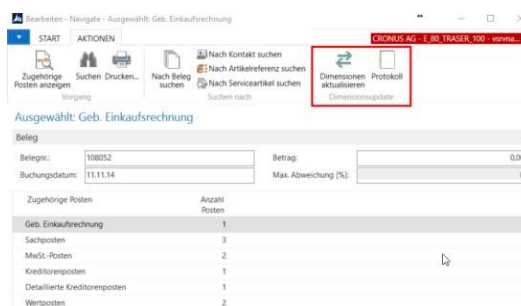 Bearbeiten - Navigate - Ausgewählt: Geb. Einkaufsrechnung
START AKTIONEN CRONUS AG - E_80_TRASER_100 - vsrvna...
Zugehörige Posten anzeigen
Suchen Drucken...
Nach Beleg suchen
Nach Kontakt suchen
Nach Artikelreferenz suchen
Nach Serviceartikel suchen
Dimensionen aktualisieren
Protokoll
Vorgang Suchen nach Dimensionsupdate
Ausgewählt: Geb. Einkaufsrechnung
Beleg
Belegnr.: 108052 Betrag: 0,0
Buchungsdatum: 11.11.14 Max. Abweichung [%]:
Zugehörige Posten Anzahl Posten
Geb. Einkaufsrechnung 1
Sachposten 3
MwSt.-Posten 2
Kreditorenposten 1
Detaillierte Kreditorenposten 1
Wertposten 2